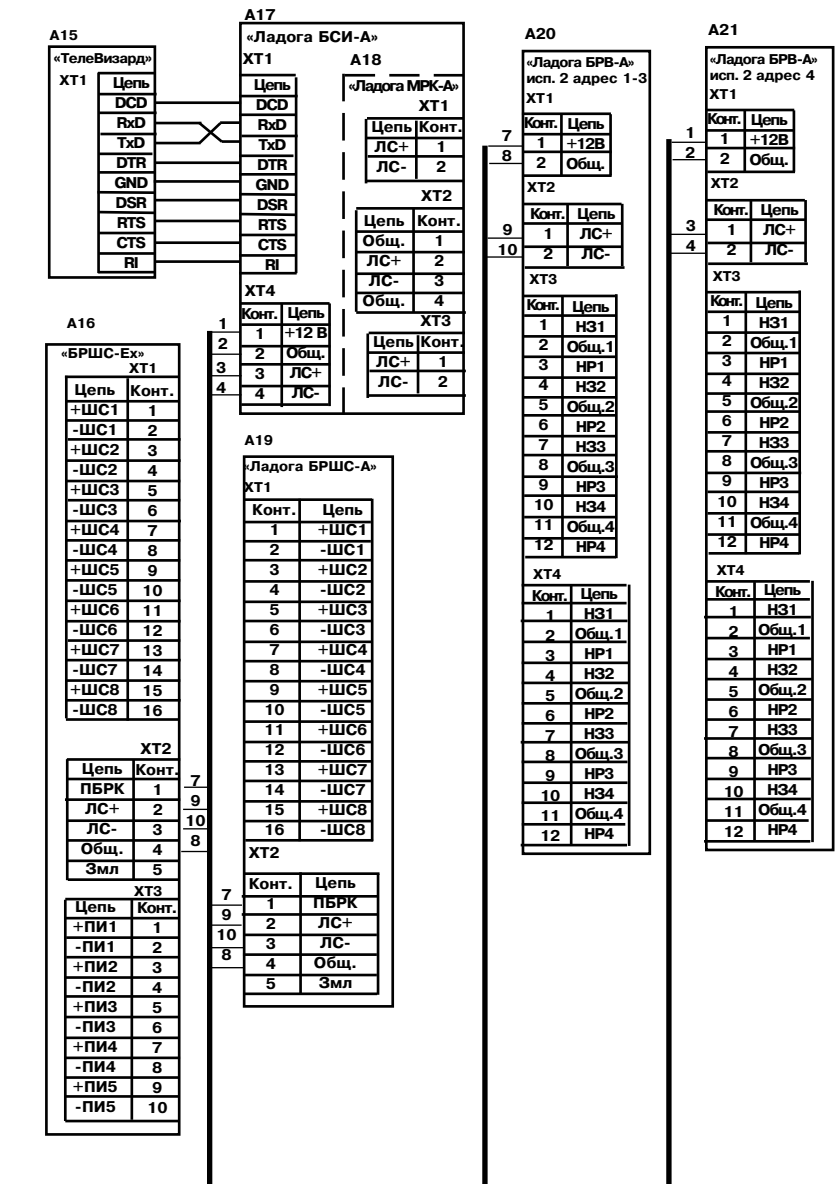 A15
«ТелеВизард»
XT1
Цепь
DCD
RxD
TxD
DTR
GND
DSR
RTS
CTS
RI
A17
«Ладога БСИ-А»
XT1
Цепь
DCD
RxD
TxD
DTR
GND
DSR
RTS
CTS
RI
XT4
Конт. Цепь
1 1 +12 В
2 2 Общ.
3 3 ЛС+
4 4 ЛС-
A18
«Ладога МРК-А»
XT1
Цепь Конт.
ЛС+ 1
ЛС- 2
XT2
Цепь Конт.
Общ. 1
ЛС+ 2
ЛС- 3
Общ. 4
XT3
Цепь Конт.
ЛС+ 1
ЛС- 2
A16
«БРШС-Ех»
XT1
Цепь Конт.
+ШС1 1
-ШС1 2
+ШС2 3
-ШС2 4
+ШС3 5
-ШС3 6
+ШС4 7
-ШС4 8
+ШС5 9
-ШС5 10
+ШС6 11
-ШС6 12
+ШС7 13
-ШС7 14
+ШС8 15
-ШС8 16
XT2
Цепь Конт.
ПБРК 1 7
ЛС+ 2 9
ЛС- 3 10
Общ. 4 8
Змл 5
XT3
Цепь Конт.
+ПИ1 1
-ПИ1 2
+ПИ2 3
-ПИ2 4
+ПИ3 5
-ПИ3 6
+ПИ4 7
-ПИ4 8
+ПИ5 9
-ПИ5 10
A19
«Ладога БРШС-А»
XT1
Конт. Цепь
1 +ШС1
2 -ШС1
3 +ШС2
4 -ШС2
5 +ШС3
6 -ШС3
7 +ШС4
8 -ШС4
9 +ШС5
10 -ШС5
11 +ШС6
12 -ШС6
13 +ШС7
14 -ШС7
15 +ШС8
16 -ШС8
XT2
Конт. Цепь
7 1 ПБРК
9 2 ЛС+
10 3 ЛС-
8 4 Общ.
5 Змл
A20
«Ладога БРВ-А»
исп. 2 адрес 1-3
XT1
Конт. Цепь
7 1 +12В
8 2 Общ.
XT2
Конт. Цепь
9 1 ЛС+
10 2 ЛС-
XT3
Конт. Цепь
1 НЗ1
2 Общ.1
3 НР1
4 НЗ2
5 Общ.2
6 НР2
7 НЗ3
8 Общ.3
9 НР3
10 НЗ4
11 Общ.4
12 НР4
XT4
Конт. Цепь
1 НЗ1
2 Общ.1
3 НР1
4 НЗ2
5 Общ.2
6 НР2
7 НЗ3
8 Общ.3
9 НР3
10 НЗ4
11 Общ.4
12 НР4
A21
«Ладога БРВ-А»
исп. 2 адрес 4
XT1
Конт. Цепь
1 1 +12В
2 2 Общ.
XT2
Конт. Цепь
3 1 ЛС+
4 2 ЛС-
XT3
Конт. Цепь
1 НЗ1
2 Общ.1
3 НР1
4 НЗ2
5 Общ.2
6 НР2
7 НЗ3
8 Общ.3
9 НР3
10 НЗ4
11 Общ.4
12 НР4
XT4
Конт. Цепь
1 НЗ1
2 Общ.1
3 НР1
4 НЗ2
5 Общ.2
6 НР2
7 НЗ3
8 Общ.3
9 НР3
10 НЗ4
11 Общ.4
12 НР4